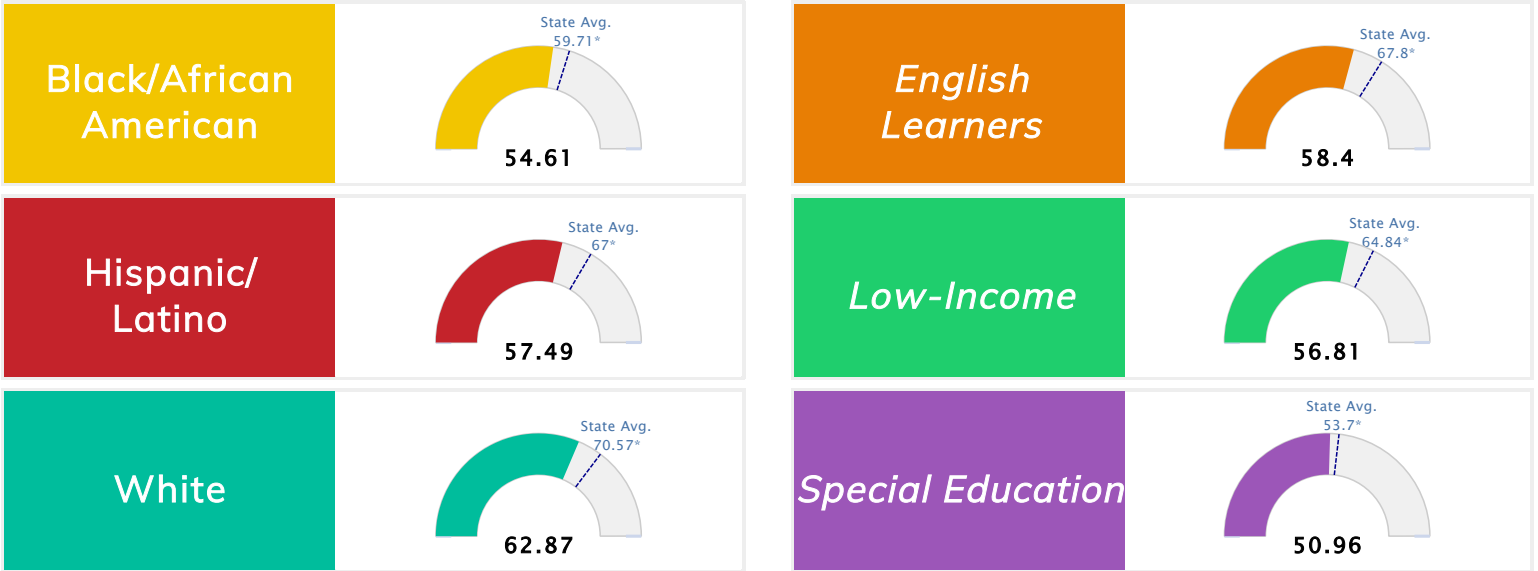 Black/African
American
State Avg.
59.71*
54.61
English
Learners
State Avg.
67.8*
58.4
Hispanic/
Latino
State Avg.
67*
57.49
Low-Income
State Avg.
64.84*
56.81
White
State Avg.
70.57*
62.87
Special Education
State Avg.
53.7*
50.96